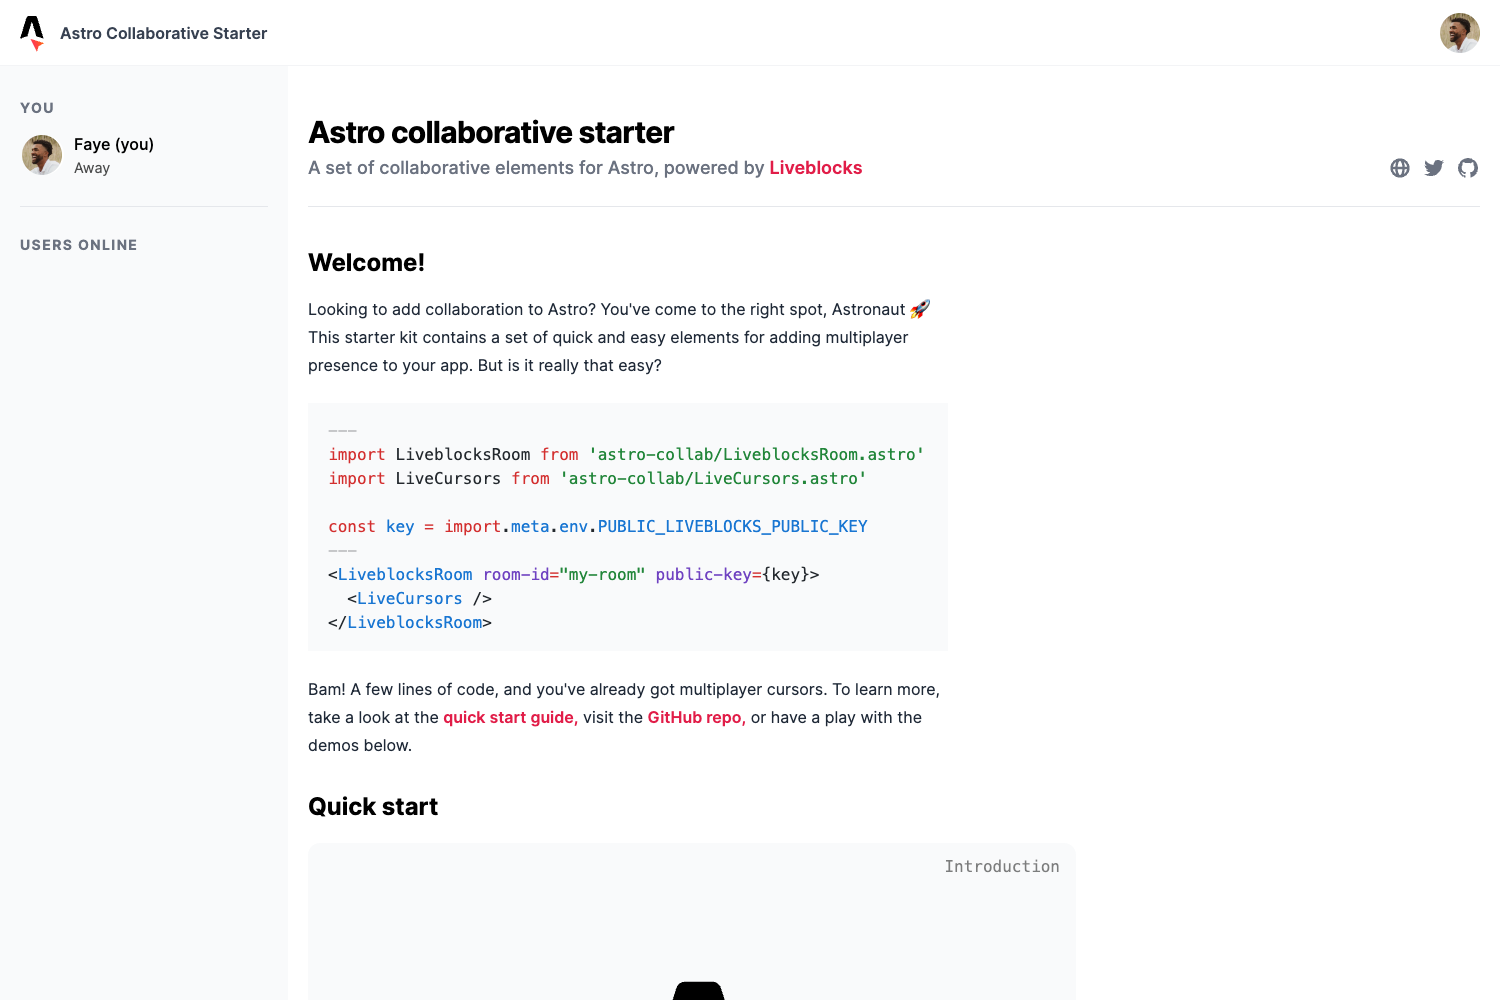 Astro Collaborative Starter
YOU
Faye (you)
Away
USERS ONLINE
Astro collaborative starter
A set of collaborative elements for Astro, powered by Liveblocks
Welcome!
Looking to add collaboration to Astro? You've come to the right spot, Astronaut 🚀
This starter kit contains a set of quick and easy elements for adding multiplayer
presence to your app. But is it really that easy?
---
import LiveblocksRoom from 'astro-collab/LiveblocksRoom.astro'
import LiveCursors from 'astro-collab/LiveCursors.astro'
const key = import.meta.env.PUBLIC_LIVEBLOCKS_PUBLIC_KEY
---
<LiveblocksRoom room-id="my-room" public-key={key}>
  <LiveCursors />
</LiveblocksRoom>
Bam! A few lines of code, and you've already got multiplayer cursors. To learn more,
take a look at the quick start guide, visit the GitHub repo, or have a play with the
demos below.
Quick start
Introduction